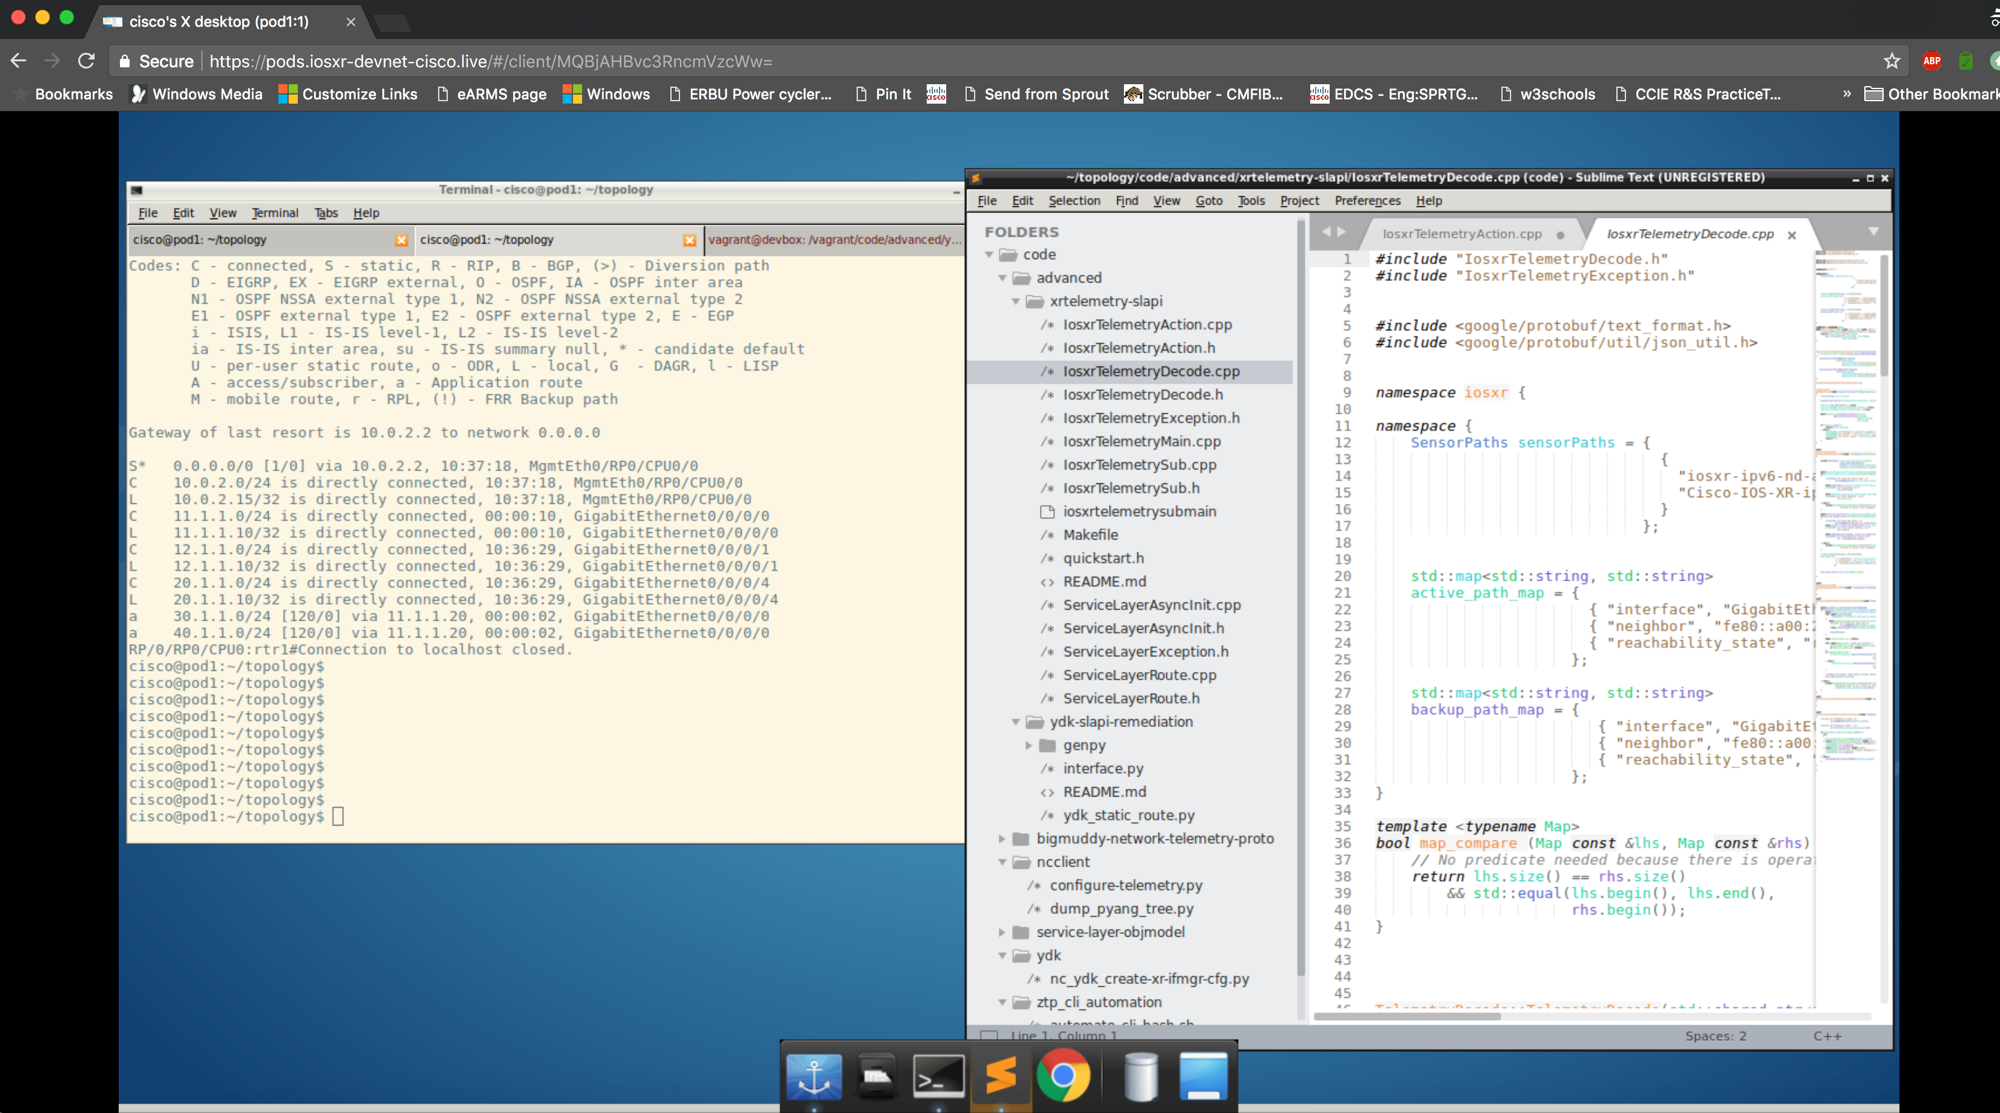 cisco's X desktop (pod1:1)
Secure
https://pods.iosxr-devnet-cisco.live/#/client/MQBjAHBvc3RncmVzcWw=
ABP
Bookmarks Windows Media Customize Links eARMS page Windows ERBU Power cycler... Pin It Send from Sprout Scrubber - CMFIB... EDCS - Eng:SPRTG... w3schools CCIE R&S PracticeT... » Other Bookmark
Terminal - cisco@pod1: ~/topology
File Edit View Terminal Tabs Help
cisco@pod1: ~/topology
cisco@pod1: ~/topology
vagrant@devbox: /vagrant/code/advanced/y...
Codes: C - connected, S - static, R - RIP, B - BGP, (>) - Diversion path
D - EIGRP, EX - EIGRP external, O - OSPF, IA - OSPF inter area
N1 - OSPF NSSA external type 1, N2 - OSPF NSSA external type 2
E1 - OSPF external type 1, E2 - OSPF external type 2, E - EGP
i - ISIS, L1 - IS-IS level-1, L2 - IS-IS level-2
ia - IS-IS inter area, su - IS-IS summary null, * - candidate default
U - per-user static route, o - ODR, L - local, G  - DAGR, l - LISP
A - access/subscriber, a - Application route
M - mobile route, r - RPL, (!) - FRR Backup path
Gateway of last resort is 10.0.2.2 to network 0.0.0.0
S*   0.0.0.0/0 [1/0] via 10.0.2.2, 10:37:18, MgmtEth0/RP0/CPU0/0
C    10.0.2.0/24 is directly connected, 10:37:18, MgmtEth0/RP0/CPU0/0
L    10.0.2.15/32 is directly connected, 10:37:18, MgmtEth0/RP0/CPU0/0
C    11.1.1.0/24 is directly connected, 00:00:10, GigabitEthernet0/0/0/0
L    11.1.1.10/32 is directly connected, 00:00:10, GigabitEthernet0/0/0/0
C    12.1.1.0/24 is directly connected, 10:36:29, GigabitEthernet0/0/0/1
L    12.1.1.10/32 is directly connected, 10:36:29, GigabitEthernet0/0/0/1
C    20.1.1.0/24 is directly connected, 10:36:29, GigabitEthernet0/0/0/4
L    20.1.1.10/32 is directly connected, 10:36:29, GigabitEthernet0/0/0/4
a    30.1.1.0/24 [120/0] via 11.1.1.20, 00:00:02, GigabitEthernet0/0/0/0
a    40.1.1.0/24 [120/0] via 11.1.1.20, 00:00:02, GigabitEthernet0/0/0/0
RP/0/RP0/CPU0:rtr1#Connection to localhost closed.
cisco@pod1:~/topology$
cisco@pod1:~/topology$
cisco@pod1:~/topology$
cisco@pod1:~/topology$
cisco@pod1:~/topology$
cisco@pod1:~/topology$
cisco@pod1:~/topology$
cisco@pod1:~/topology$
cisco@pod1:~/topology$
cisco@pod1:~/topology$
~/topology/code/advanced/xrtelemetry-slapi/IosxrTelemetryDecode.cpp (code) - Sublime Text (UNREGISTERED)
File Edit Selection Find View Goto Tools Project Preferences Help
FOLDERS
code
advanced
xrtelemetry-slapi
/* IosxrTelemetryAction.cpp
/* IosxrTelemetryAction.h
/* IosxrTelemetryDecode.cpp
/* IosxrTelemetryDecode.h
/* IosxrTelemetryException.h
/* IosxrTelemetryMain.cpp
/* IosxrTelemetrySub.cpp
/* IosxrTelemetrySub.h
iosxrtelemetrysubmain
/* Makefile
/* quickstart.h
<> README.md
/* ServiceLayerAsyncInit.cpp
/* ServiceLayerAsyncInit.h
/* ServiceLayerException.h
/* ServiceLayerRoute.cpp
/* ServiceLayerRoute.h
ydk-slapi-remediation
genpy
/* interface.py
<> README.md
/* ydk_static_route.py
bigmuddy-network-telemetry-proto
ncclient
/* configure-telemetry.py
/* dump_pyang_tree.py
service-layer-objmodel
ydk
/* nc_ydk_create-xr-ifmgr-cfg.py
ztp_cli_automation
IosxrTelemetryAction.cpp
IosxrTelemetryDecode.cpp
1 #include "IosxrTelemetryDecode.h"
2 #include "IosxrTelemetryException.h"
3
4
5 #include <google/protobuf/text_format.h>
6 #include <google/protobuf/util/json_util.h>
7
8
9 namespace iosxr {
10
11 namespace {
12 SensorPaths sensorPaths = {
13 {
14 "iosxr-ipv6-nd-a
15 "Cisco-IOS-XR-ip
16 }
17 };
18
19
20 std::map<std::string, std::string>
21 active_path_map = {
22 { "interface", "GigabitEth
23 { "neighbor", "fe80::a00:2
24 { "reachability_state", "r
25 };
26
27 std::map<std::string, std::string>
28 backup_path_map = {
29 { "interface", "GigabitEt
30 { "neighbor", "fe80::a00:
31 { "reachability_state", "
32 };
33 }
34
35 template <typename Map>
36 bool map_compare (Map const &lhs, Map const &rhs)
37 // No predicate needed because there is opera
38 return lhs.size() == rhs.size()
39 && std::equal(lhs.begin(), lhs.end(),
40 rhs.begin());
41 }
42
43
44
45
Line 1, Column 1
Spaces: 2
C++